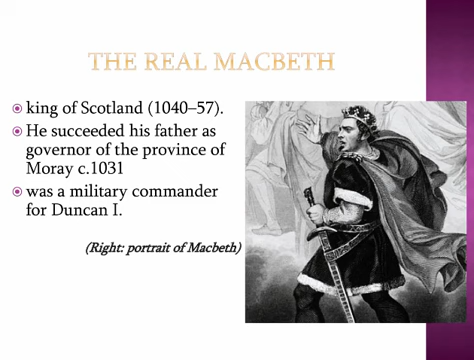 THE REAL MACBETH
king of Scotland (1040–57).
He succeeded his father as
governor of the province of
Moray c.1031
was a military commander
for Duncan I.
(Right: portrait of Macbeth)